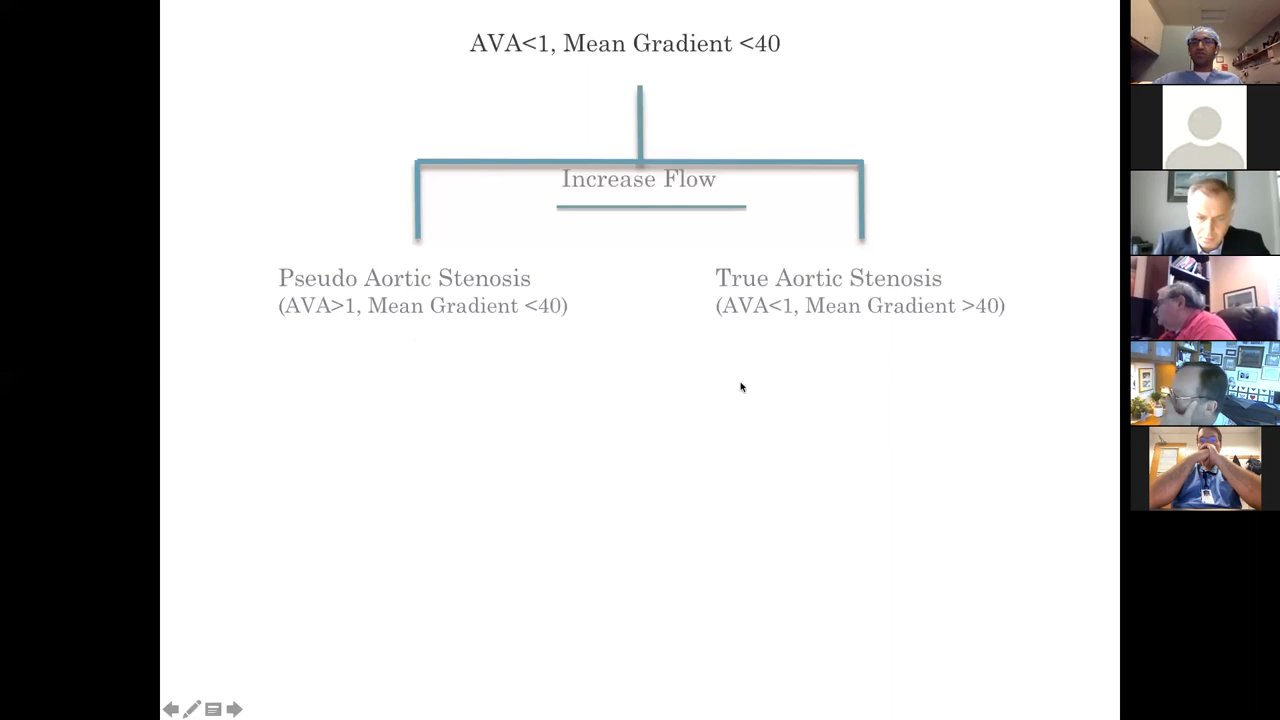 AVA<1, Mean Gradient <40
Increase Flow
Pseudo Aortic Stenosis
(AVA>1, Mean Gradient <40)
True Aortic Stenosis
(AVA<1, Mean Gradient >40)